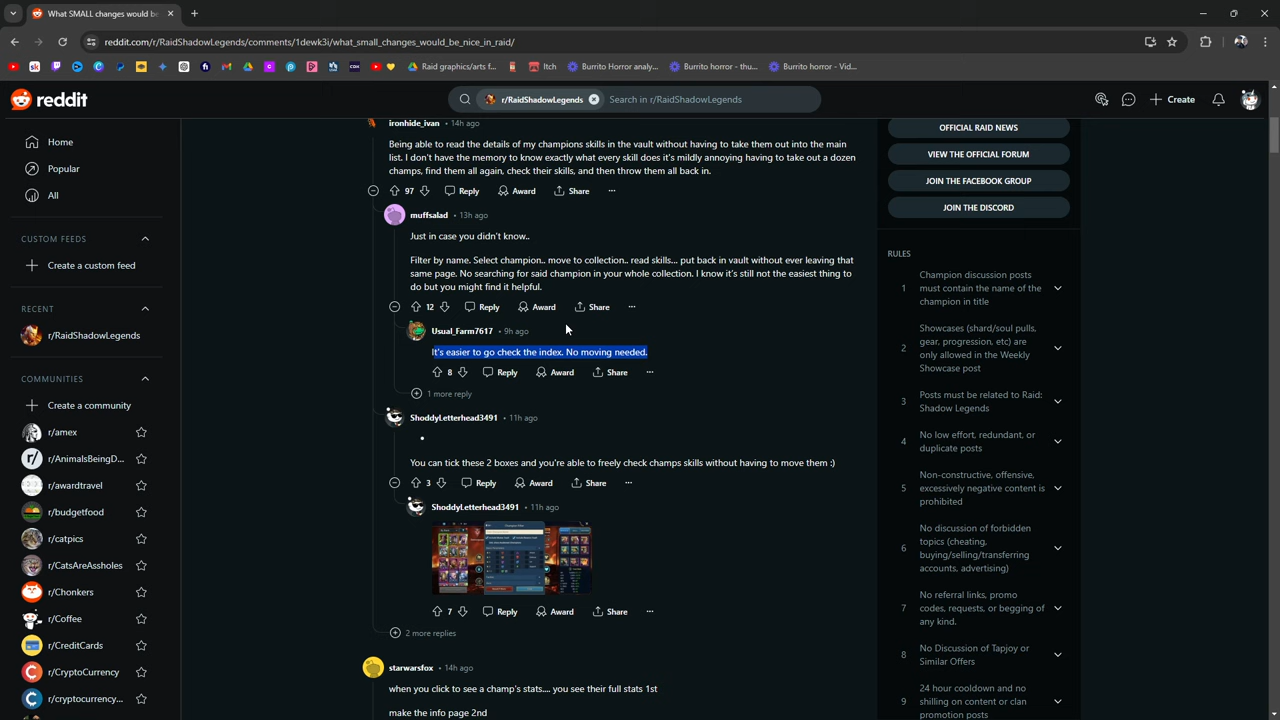 What SMALL changes would be
reddit.com/r/RaidShadowLegends/comments/1dewk3i/what_small_changes_would_be_nice_in_raid/
Raid graphics/arts f...
Itch
Burrito Horror analy...
Burrito horror - thu...
Burrito horror - Vid...
reddit
r/RaidShadowLegends
Search in r/RaidShadowLegends
Create
Home
Popular
All
CUSTOM FEEDS
Create a custom feed
RECENT
r/RaidShadowLegends
COMMUNITIES
Create a community
r/amex
r/AnimalsBeingD...
r/awardtravel
r/budgetfood
r/catpics
r/CatsAreAssholes
r/Chonkers
r/Coffee
r/CreditCards
r/CryptoCurrency
r/cryptocurrency...
ironhide_ivan • 14h ago
Being able to read the details of my champions skills in the vault without having to take them out into the main
list. I don't have the memory to know exactly what every skill does it's mildly annoying having to take out a dozen
champs, find them all again, check their skills, and then throw them all back in.
97 Reply Award Share ...
muffsalad • 13h ago
Just in case you didn't know..
Filter by name. Select champion.. move to collection.. read skills... put back in vault without ever leaving that
same page. No searching for said champion in your whole collection. I know it's still not the easiest thing to
do but you might find it helpful.
12 Reply Award Share ...
Usual_Farm7617 • 9h ago
It's easier to go check the index. No moving needed.
8 Reply Award Share ...
1 more reply
ShoddyLetterhead3491 • 11h ago
•
You can tick these 2 boxes and you're able to freely check champs skills without having to move them :)
3 Reply Award Share ...
ShoddyLetterhead3491 • 11h ago
7 Reply Award Share ...
2 more replies
starwarsfox • 14h ago
when you click to see a champ's stats.... you see their full stats 1st
make the info page 2nd
OFFICIAL RAID NEWS
VIEW THE OFFICIAL FORUM
JOIN THE FACEBOOK GROUP
JOIN THE DISCORD
RULES
1 Champion discussion posts
must contain the name of the
champion in title
2 Showcases (shard/soul pulls,
gear, progression, etc) are
only allowed in the Weekly
Showcase post
3 Posts must be related to Raid:
Shadow Legends
4 No low effort, redundant, or
duplicate posts
5 Non-constructive, offensive,
excessively negative content is
prohibited
6 No discussion of forbidden
topics (cheating,
buying/selling/transferring
accounts, advertising)
7 No referral links, promo
codes, requests, or begging of
any kind.
8 No Discussion of Tapjoy or
Similar Offers
9 24 hour cooldown and no
shilling on content or clan
promotion posts